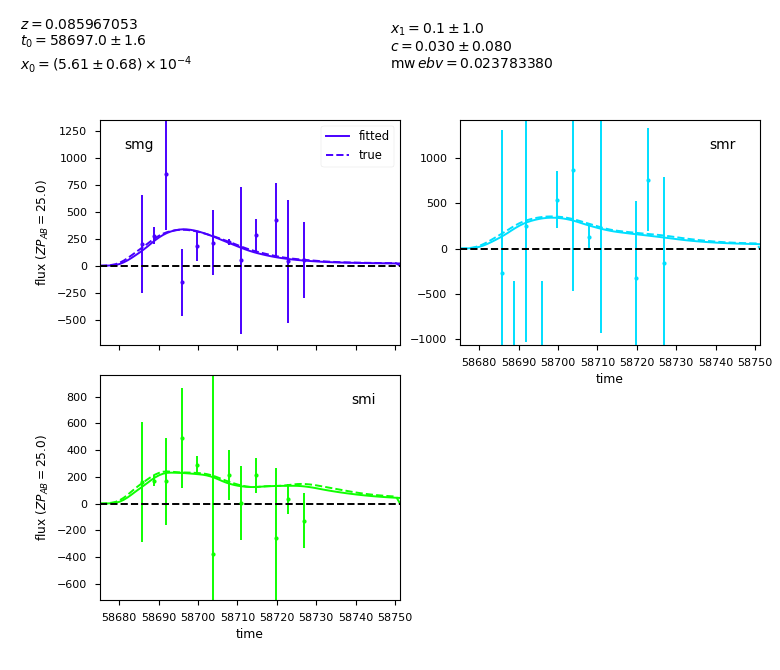 z = 0.085967053
t₀ = 58697.0 ± 1.6
x₀ = (5.61 ± 0.68) × 10⁻⁴
x₁ = 0.1 ± 1.0
c = 0.030 ± 0.080
mw ebv = 0.023783380
smg
fitted
true
1250
1000
750
500
250
0
−250
−500
flux (ZP_AB = 25.0)
smr
1000
500
0
−500
−1000
58680 58690 58700 58710 58720 58730 58740 58750
time
smi
800
600
400
200
0
−200
−400
−600
flux (ZP_AB = 25.0)
58680 58690 58700 58710 58720 58730 58740 58750
time